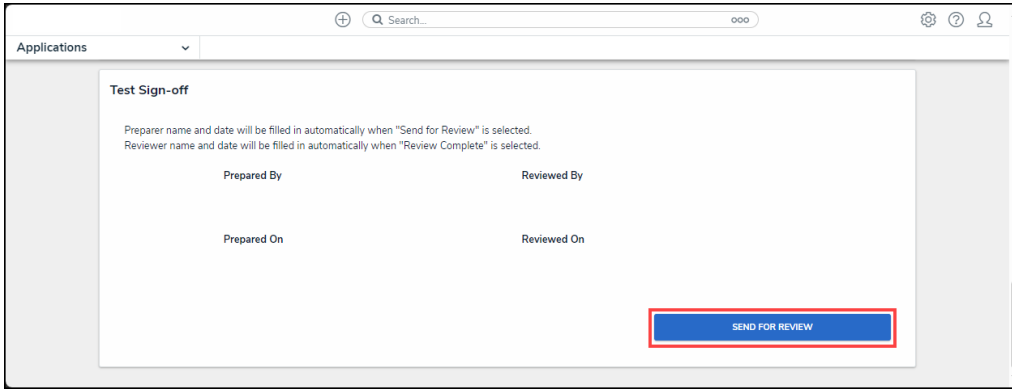 Search...
ooo
Applications
Test Sign-off
Preparer name and date will be filled in automatically when "Send for Review" is selected.
Reviewer name and date will be filled in automatically when "Review Complete" is selected.
Prepared By Reviewed By
Prepared On Reviewed On
SEND FOR REVIEW